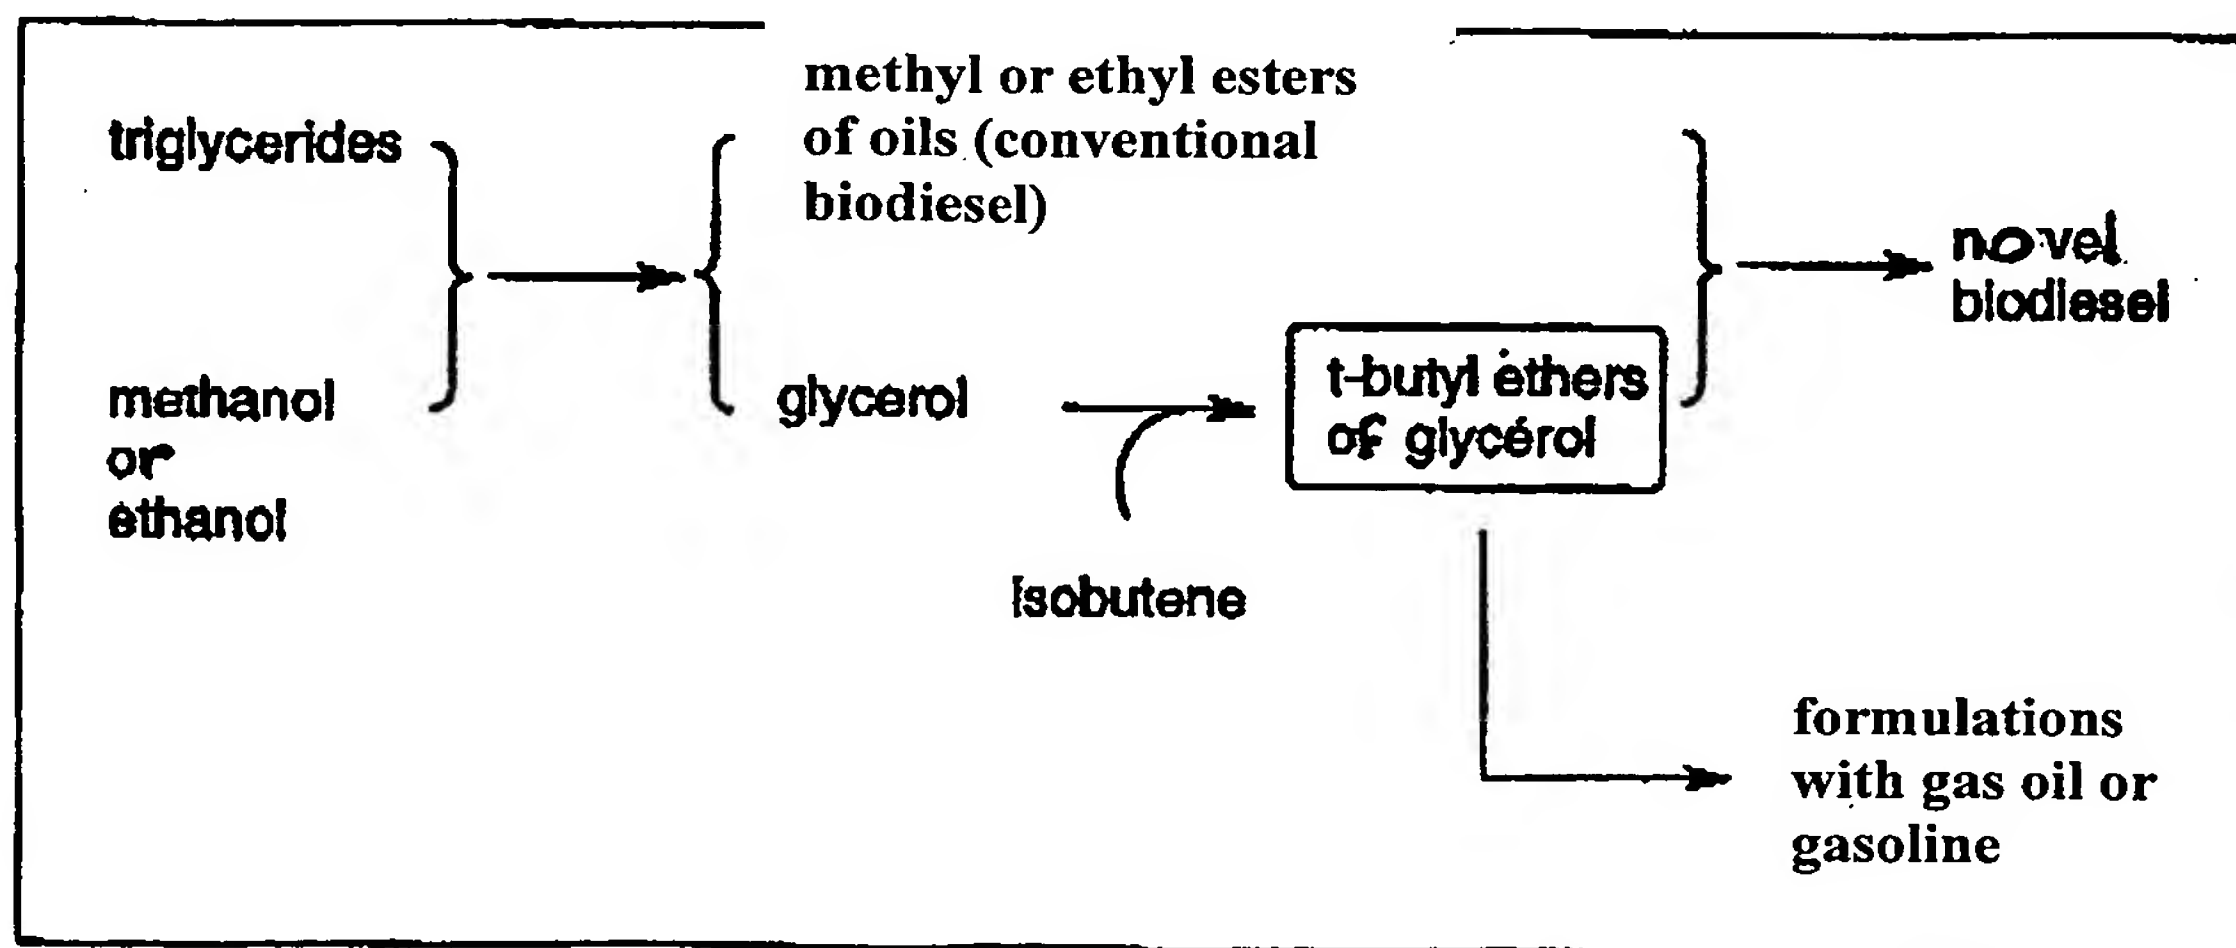 triglycerides
methanol
or
ethanol
methyl or ethyl esters
of oils (conventional
biodiesel)
glycerol
isobutene
t-butyl ethers
of glycérol
novel
biodiesel
formulations
with gas oil or
gasoline